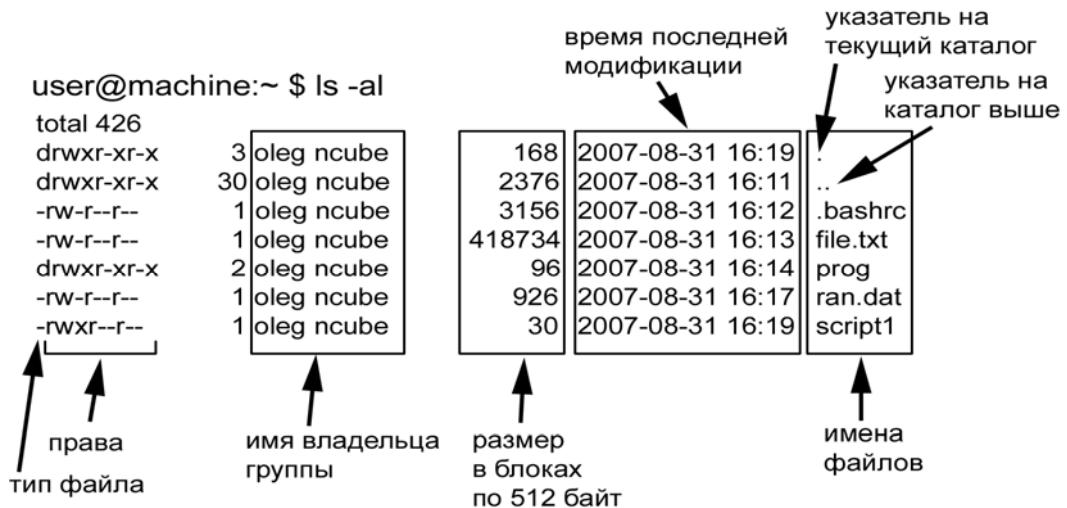 указатель на
текущий каталог
время последней
модификации
указатель на
каталог выше
user@machine:~ $ ls -al
total 426
drwxr-xr-x 3 oleg ncube 168 2007-08-31 16:19 .
drwxr-xr-x 30 oleg ncube 2376 2007-08-31 16:11 ..
-rw-r--r-- 1 oleg ncube 3156 2007-08-31 16:12 .bashrc
-rw-r--r-- 1 oleg ncube 418734 2007-08-31 16:13 file.txt
drwxr-xr-x 2 oleg ncube 96 2007-08-31 16:14 prog
-rw-r--r-- 1 oleg ncube 926 2007-08-31 16:17 ran.dat
-rwxr--r-- 1 oleg ncube 30 2007-08-31 16:19 script1
права
тип файла
имя владельца
группы
размер
в блоках
по 512 байт
имена
файлов